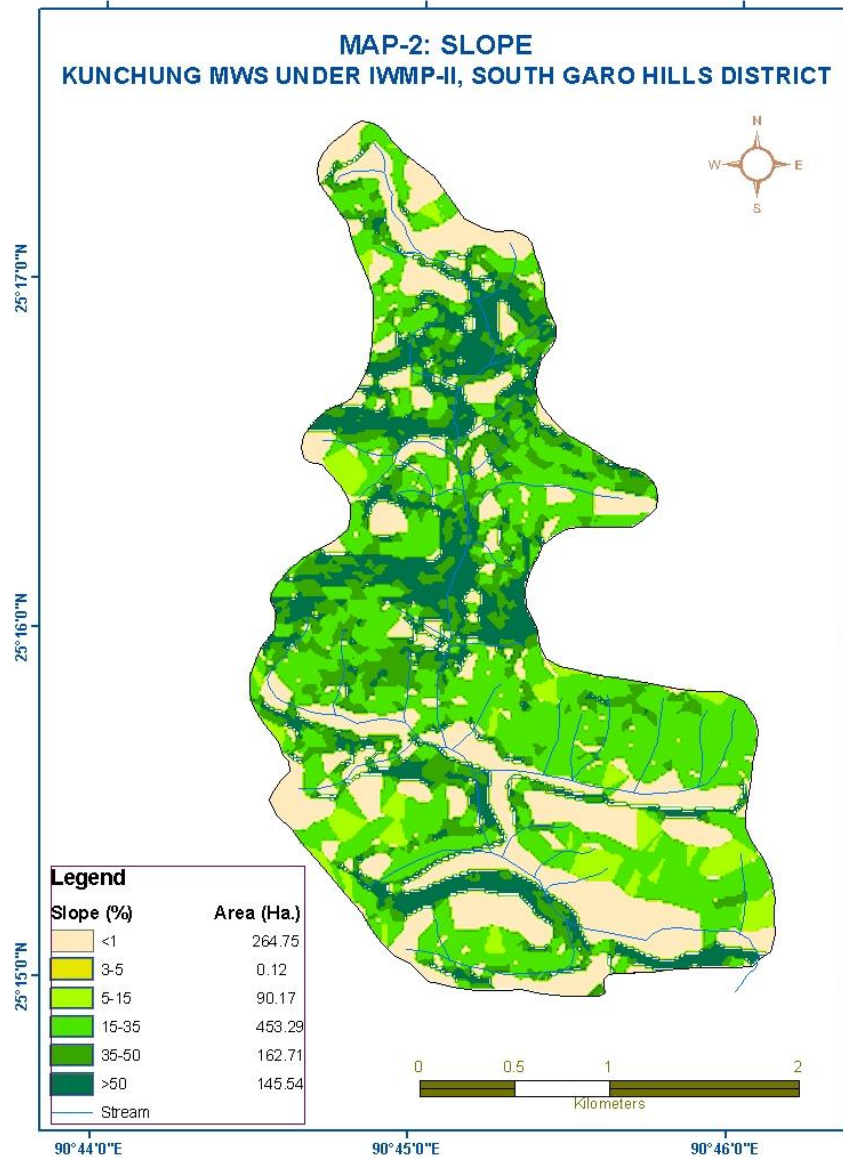 MAP-2: SLOPE
KUNCHUNG MWS UNDER IWMP-II, SOUTH GARO HILLS DISTRICT
N
W E
S
25°17'0"N
25°16'0"N
25°15'0"N
Legend
Slope (%) Area (Ha.)
<1 264.75
3-5 0.12
5-15 90.17
15-35 453.29
35-50 162.71
>50 145.54
Stream
0 0.5 1 2
Kilometers
90°44'0"E 90°45'0"E 90°46'0"E